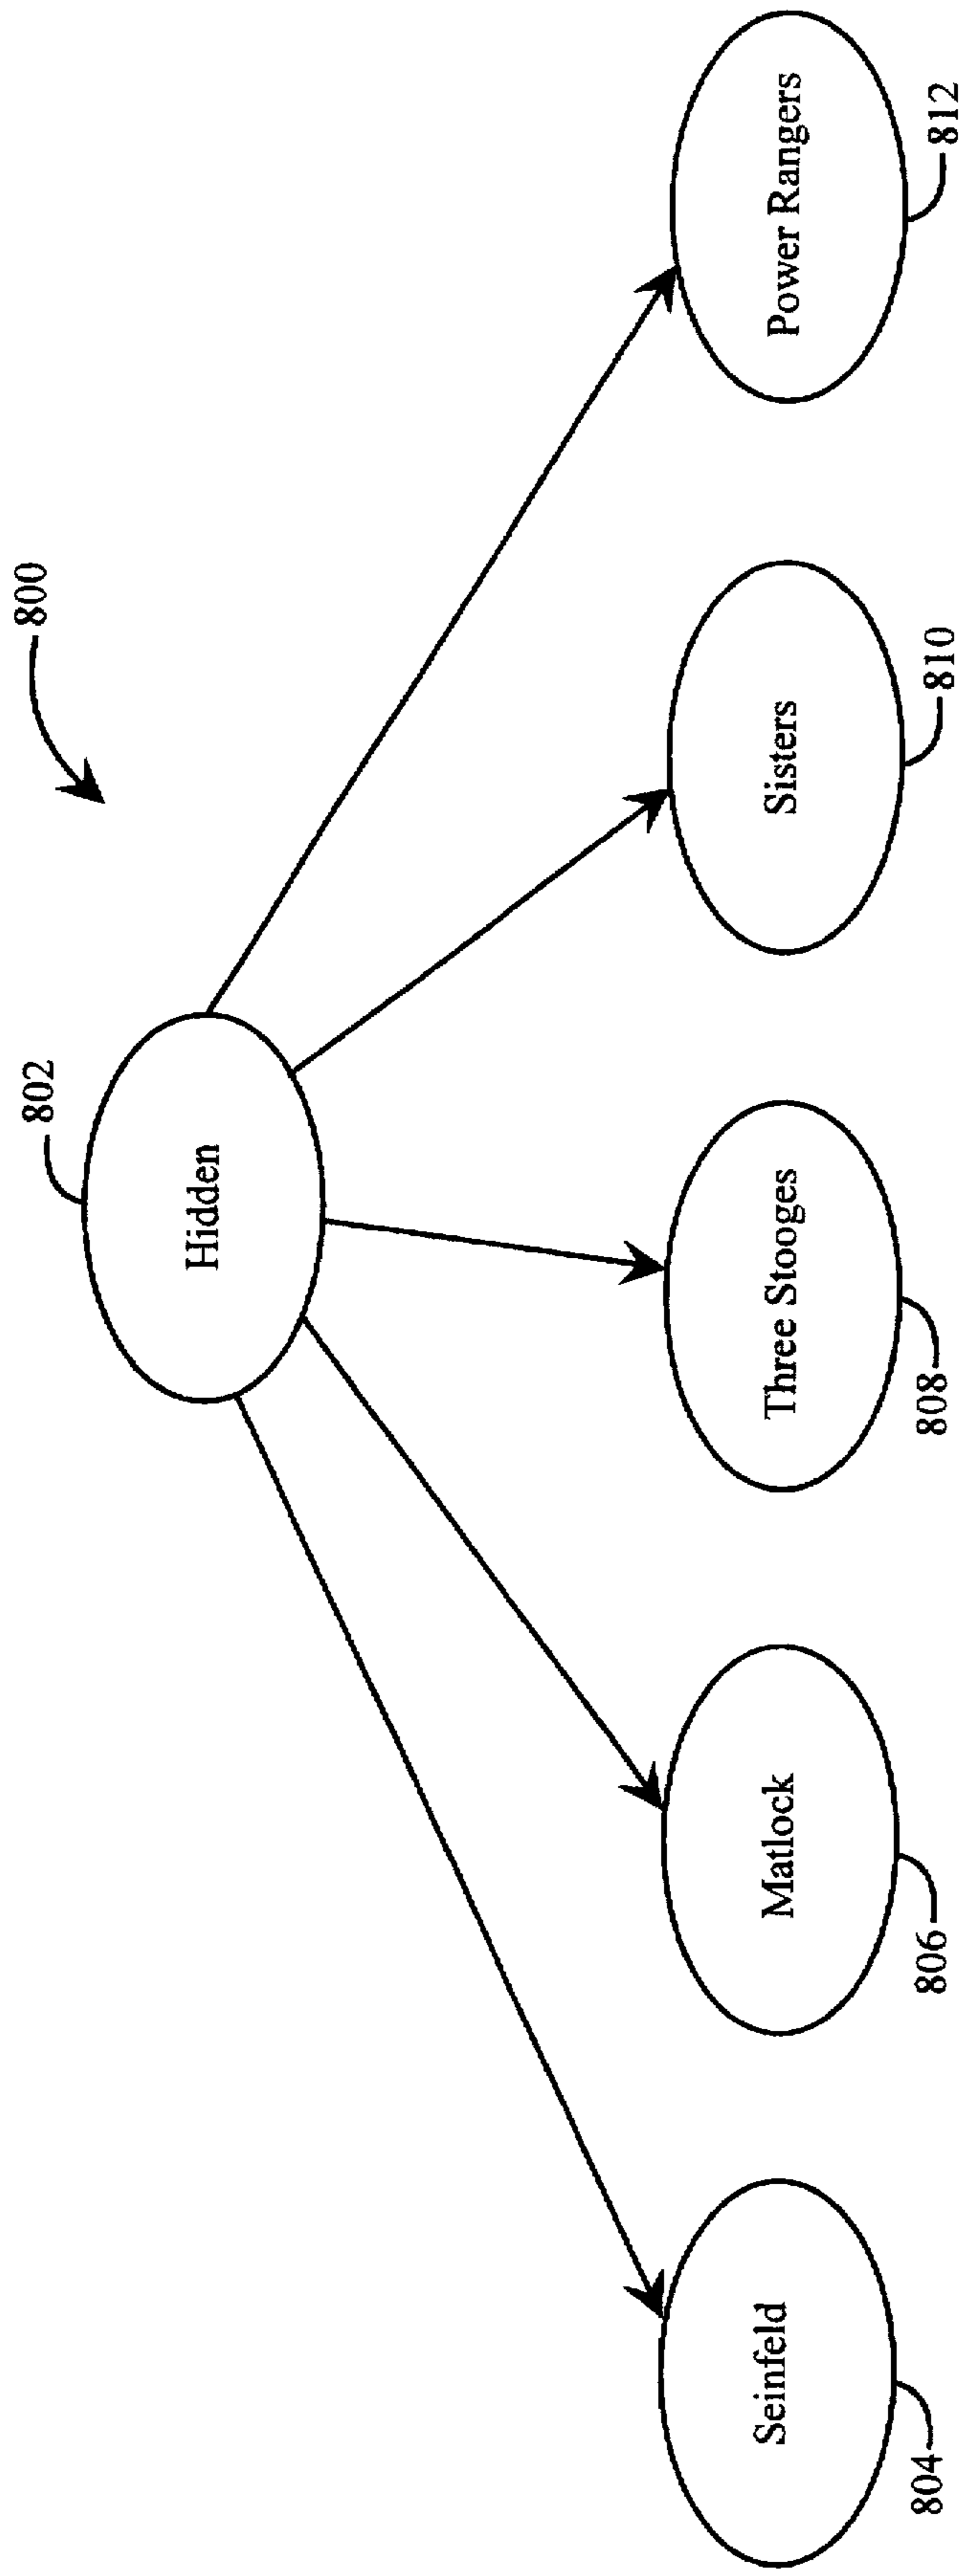 800
802
Hidden
Seinfeld
Matlock
Three Stooges
Sisters
Power Rangers
804
806
808
810
812